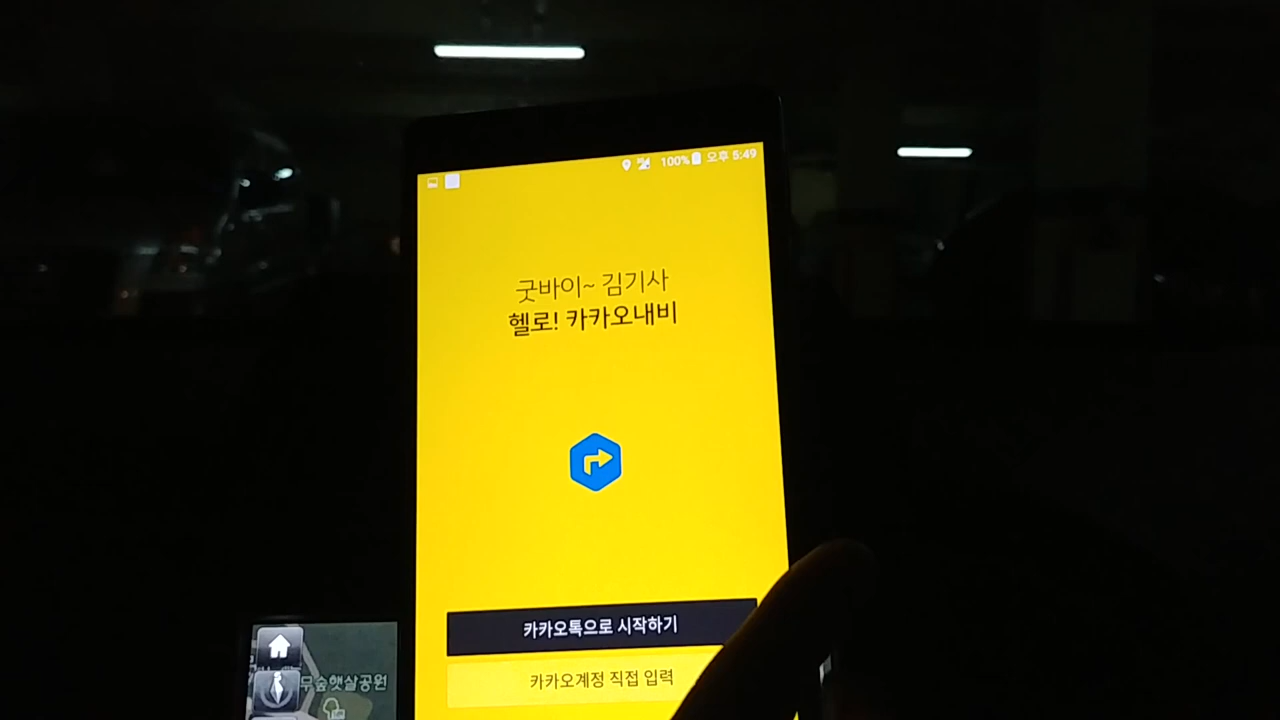 100% 오후 5:49
굿바이~ 김기사
헬로! 카카오내비
카카오톡으로 시작하기
카카오계정 직접 입력
무숲햇살공원